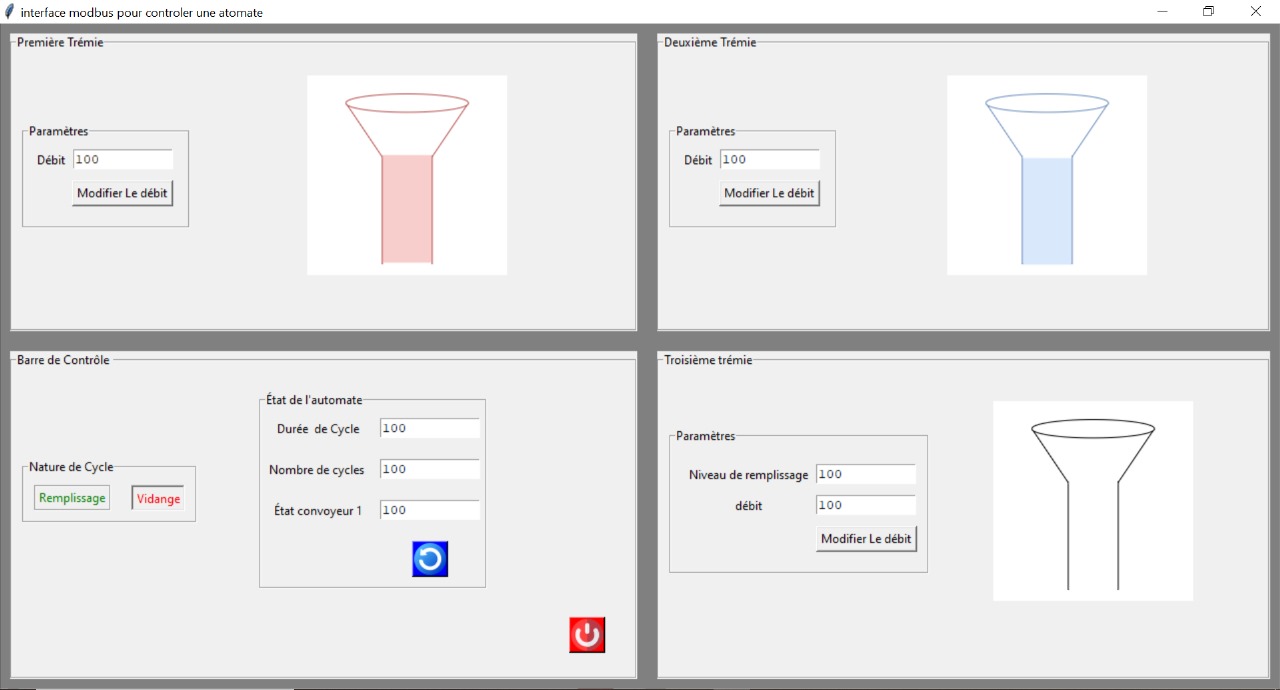 interface modbus pour controler une atomate
Première Trémie
Paramètres
Débit 100
Modifier Le débit
Deuxième Trémie
Paramètres
Débit 100
Modifier Le débit
Barre de Contrôle
Nature de Cycle
Remplissage Vidange
État de l'automate
Durée de Cycle 100
Nombre de cycles 100
État convoyeur 1 100
Troisième trémie
Paramètres
Niveau de remplissage 100
débit 100
Modifier Le débit